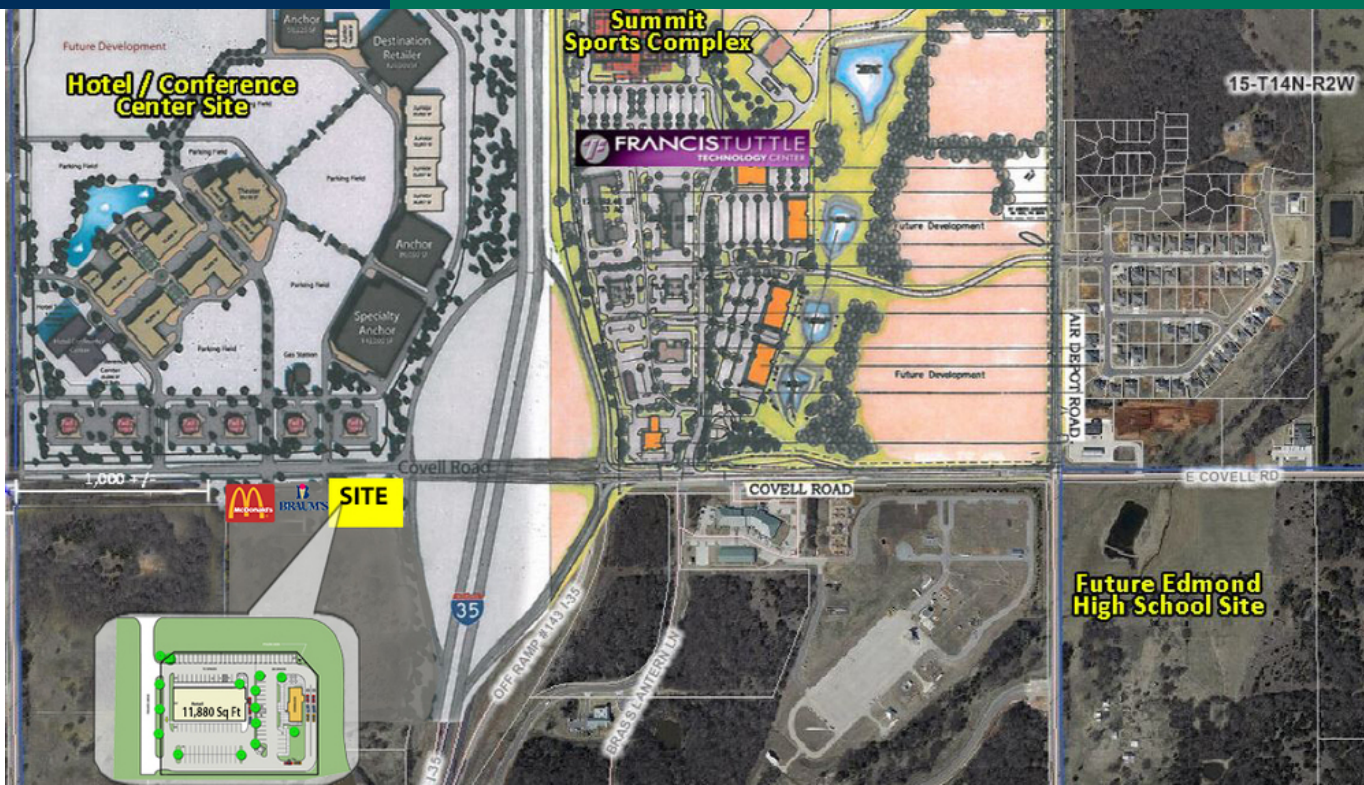 Anchor
Future Development
Destination
Retailer
Summit
Sports Complex
Hotel / Conference
Center Site
15-T14N-R2W
Parking Field
Parking Field
FRANCISTUTTLE
TECHNOLOGY CENTER
Theater
Parking Field
Future Development
Anchor
Specialty
Anchor
Parking Field
Gas Station
Future Development
AIR DEPOT ROAD
Covell Road
1,000 +/-
McDonald's
BRAUM'S
SITE
COVELL ROAD
E COVELL RD
Future Edmond
High School Site
35
OFF RAMP #143 I-35
BRASS LANTERN LN
I-35
11,880 Sq Ft